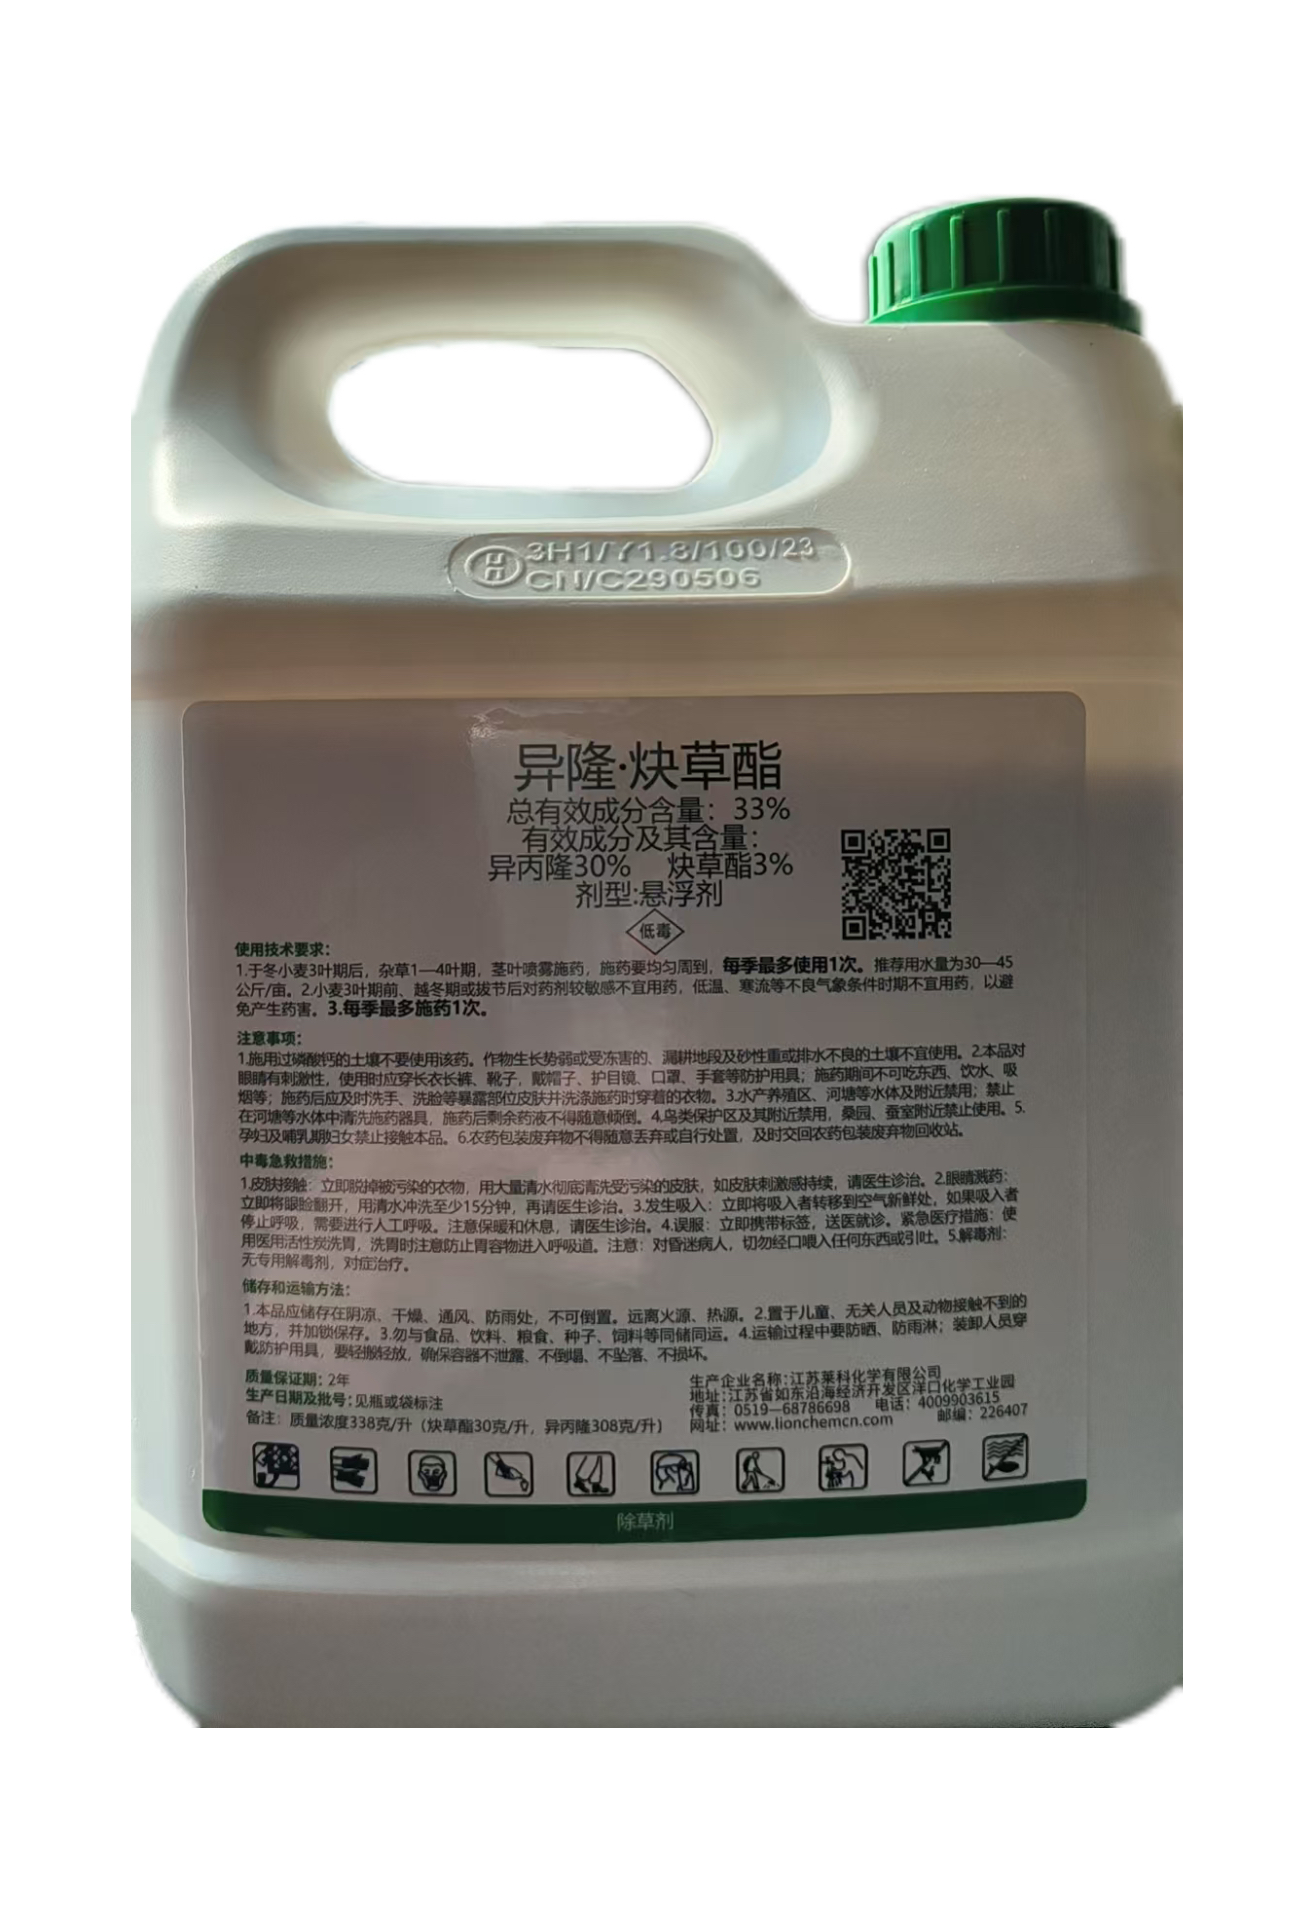 3H1/Y1.8/100/23
CN/C290506
异隆·炔草酯
总有效成分含量：33%
有效成分及其含量：
异丙隆30% 炔草酯3%
剂型:悬浮剂
低毒
使用技术要求：
1.于冬小麦3叶期后，杂草1—4叶期，茎叶喷雾施药，施药要均匀周到，每季最多使用1次。推荐用水量为30—45
公斤/亩。2.小麦3叶期前、越冬期或拔节后对药剂较敏感不宜用药，低温、寒流等不良气象条件时期不宜用药，以避
免产生药害。3.每季最多施药1次。
注意事项：
1.施用过磷酸钙的土壤不要使用该药。作物生长势弱或受冻害的、漏耕地段及砂性重或排水不良的土壤不宜使用。2.本品对
眼睛有刺激性，使用时应穿长衣长裤、靴子，戴帽子、护目镜、口罩、手套等防护用具；施药期间不可吃东西、饮水、吸
烟等；施药后应及时洗手、洗脸等暴露部位皮肤并洗涤施药时穿着的衣物。3.水产养殖区、河塘等水体及附近禁用；禁止
在河塘等水体中清洗施药器具，施药后剩余药液不得随意倾倒。4.鸟类保护区及其附近禁用，桑园、蚕室附近禁止使用。5.
孕妇及哺乳期妇女禁止接触本品。6.农药包装废弃物不得随意丢弃或自行处置，及时交回农药包装废弃物回收站。
中毒急救措施：
1.皮肤接触：立即脱掉被污染的衣物，用大量清水彻底清洗受污染的皮肤，如皮肤刺激感持续，请医生诊治。2.眼睛溅药：
立即将眼睑翻开，用清水冲洗至少15分钟，再请医生诊治。3.发生吸入：立即将吸入者转移到空气新鲜处，如果吸入者
停止呼吸，需要进行人工呼吸。注意保暖和休息，请医生诊治。4.误服：立即携带标签，送医就诊。紧急医疗措施：使
用医用活性炭洗胃，洗胃时注意防止胃容物进入呼吸道。注意：对昏迷病人，切勿经口喂入任何东西或引吐。5.解毒剂：
无专用解毒剂，对症治疗。
储存和运输方法：
1.本品应储存在阴凉、干燥、通风、防雨处，不可倒置。远离火源、热源。2.置于儿童、无关人员及动物接触不到的
地方，并加锁保存。3.勿与食品、饮料、粮食、种子、饲料等同储同运。4.运输过程中要防晒、防雨淋；装卸人员穿
戴防护用具，要轻搬轻放，确保容器不泄露、不倒塌、不坠落、不损坏。
质量保证期：2年
生产日期及批号：见瓶或袋标注
备注：质量浓度338克/升（炔草酯30克/升，异丙隆308克/升）
生产企业名称：江苏莱科化学有限公司
地址：江苏省如东沿海经济开发区洋口化学工业园
传真：0519—68786698 电话：4009903615
网址：www.lionchemcn.com 邮编：226407
除草剂